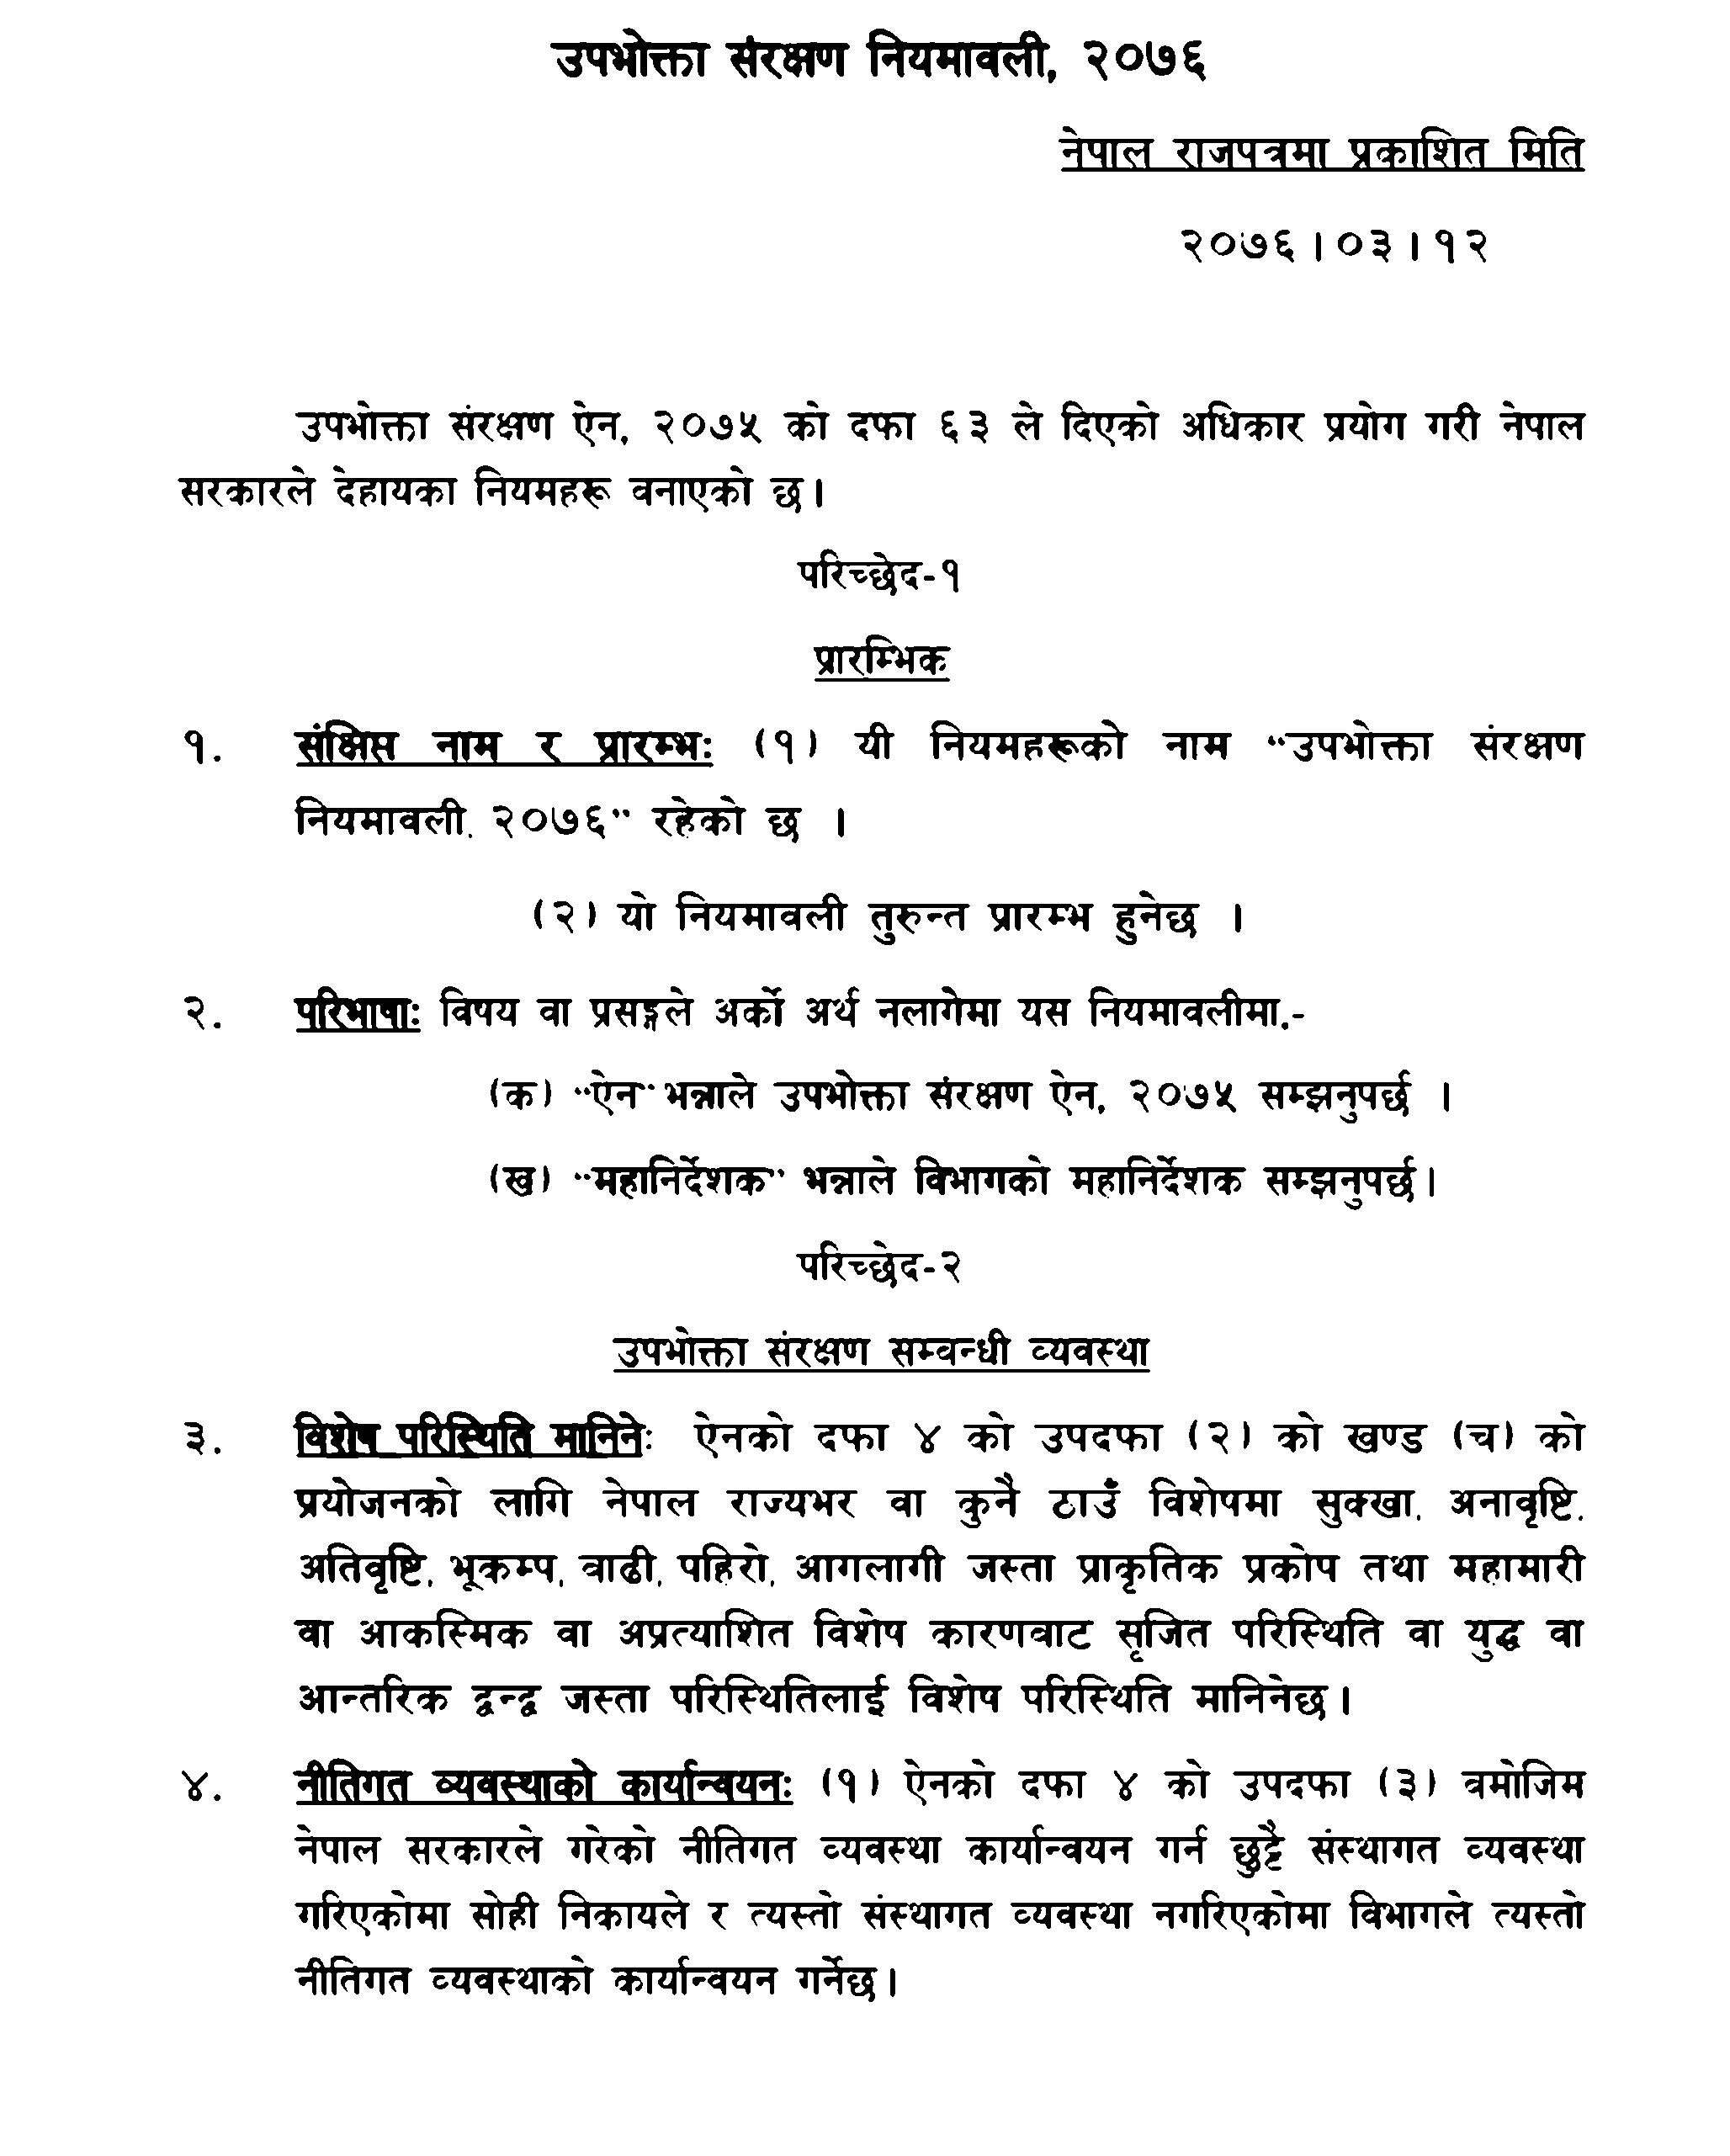 उपभोक्ता संरक्षण नियमावली, २०७६
नेपाल राजपत्रमा प्रकाशित मिति
२०७६।०३।१२
उपभोक्ता संरक्षण ऐन, २०७५ को दफा ६३ ले दिएको अधिकार प्रयोग गरी नेपाल
सरकारले देहायका नियमहरू बनाएको छ।
परिच्छेद-१
प्रारम्भिक
१. संक्षिप्त नाम र प्रारम्भः (१) यी नियमहरूको नाम “उपभोक्ता संरक्षण
नियमावली, २०७६” रहेको छ ।
(२) यो नियमावली तुरुन्त प्रारम्भ हुनेछ ।
२. परिभाषाः विषय वा प्रसङ्गले अर्को अर्थ नलागेमा यस नियमावलीमा,-
(क) “ऐन” भन्नाले उपभोक्ता संरक्षण ऐन, २०७५ सम्झनुपर्छ ।
(ख) “महानिर्देशक” भन्नाले विभागको महानिर्देशक सम्झनुपर्छ।
परिच्छेद-२
उपभोक्ता संरक्षण सम्बन्धी व्यवस्था
३. विशेष परिस्थिति मानिनेः ऐनको दफा ४ को उपदफा (२) को खण्ड (च) को
प्रयोजनको लागि नेपाल राज्यभर वा कुनै ठाउँ विशेषमा सुक्खा, अनावृष्टि,
अतिवृष्टि, भूकम्प, बाढी, पहिरो, आगलागी जस्ता प्राकृतिक प्रकोप तथा महामारी
वा आकस्मिक वा अप्रत्याशित विशेष कारणबाट सृजित परिस्थिति वा युद्ध वा
आन्तरिक द्वन्द्व जस्ता परिस्थितिलाई विशेष परिस्थिति मानिनेछ।
४. नीतिगत व्यवस्थाको कार्यान्वयनः (१) ऐनको दफा ४ को उपदफा (३) बमोजिम
नेपाल सरकारले गरेको नीतिगत व्यवस्था कार्यान्वयन गर्न छुट्टै संस्थागत व्यवस्था
गरिएकोमा सोही निकायले र त्यस्तो संस्थागत व्यवस्था नगरिएकोमा विभागले त्यस्तो
नीतिगत व्यवस्थाको कार्यान्वयन गर्नेछ।